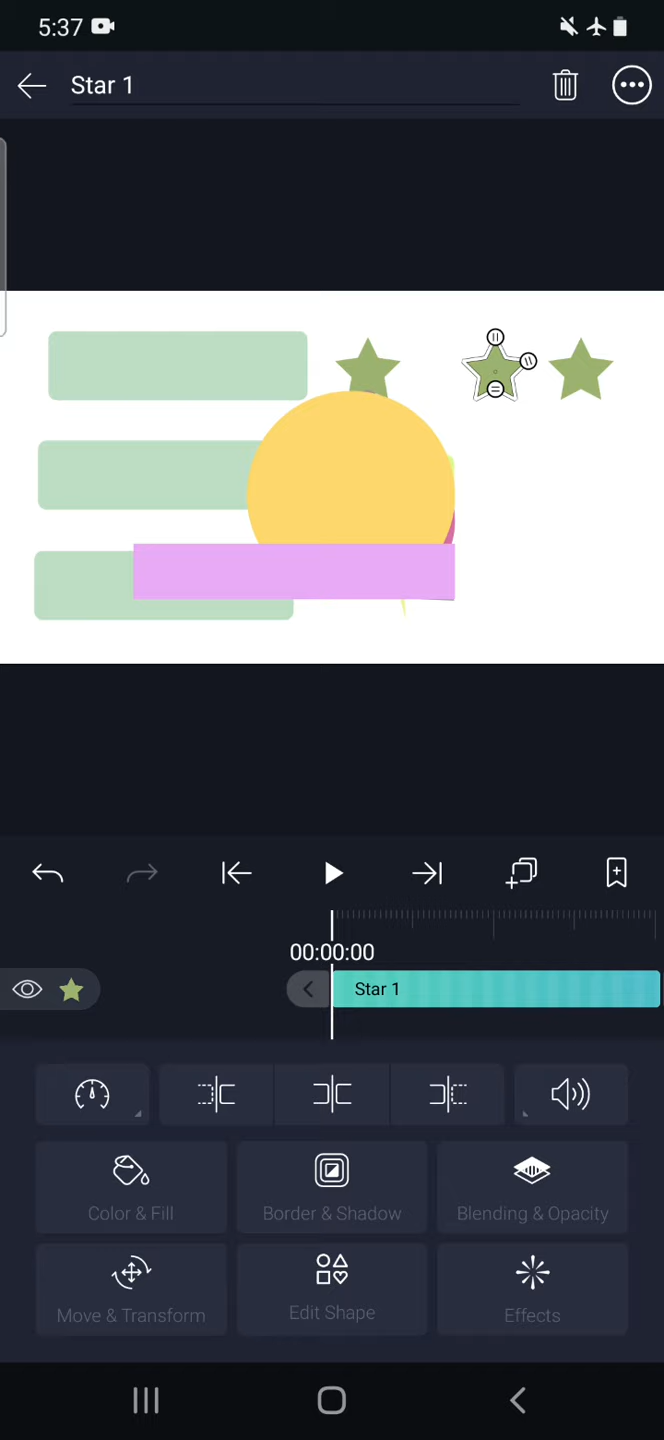 5:37
Star 1
00:00:00
Star 1
Color & Fill
Border & Shadow
Blending & Opacity
Move & Transform
Edit Shape
Effects